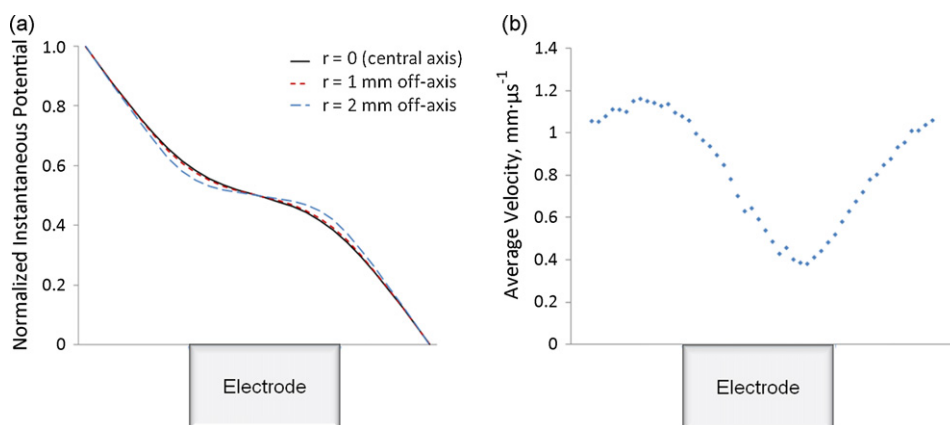 (a)
Normalized Instantaneous Potential
1.0
0.8
0.6
0.4
0.2
0
r = 0 (central axis)
r = 1 mm off-axis
r = 2 mm off-axis
Electrode
(b)
Average Velocity, mm·µs⁻¹
1.4
1.2
1
0.8
0.6
0.4
0.2
0
Electrode